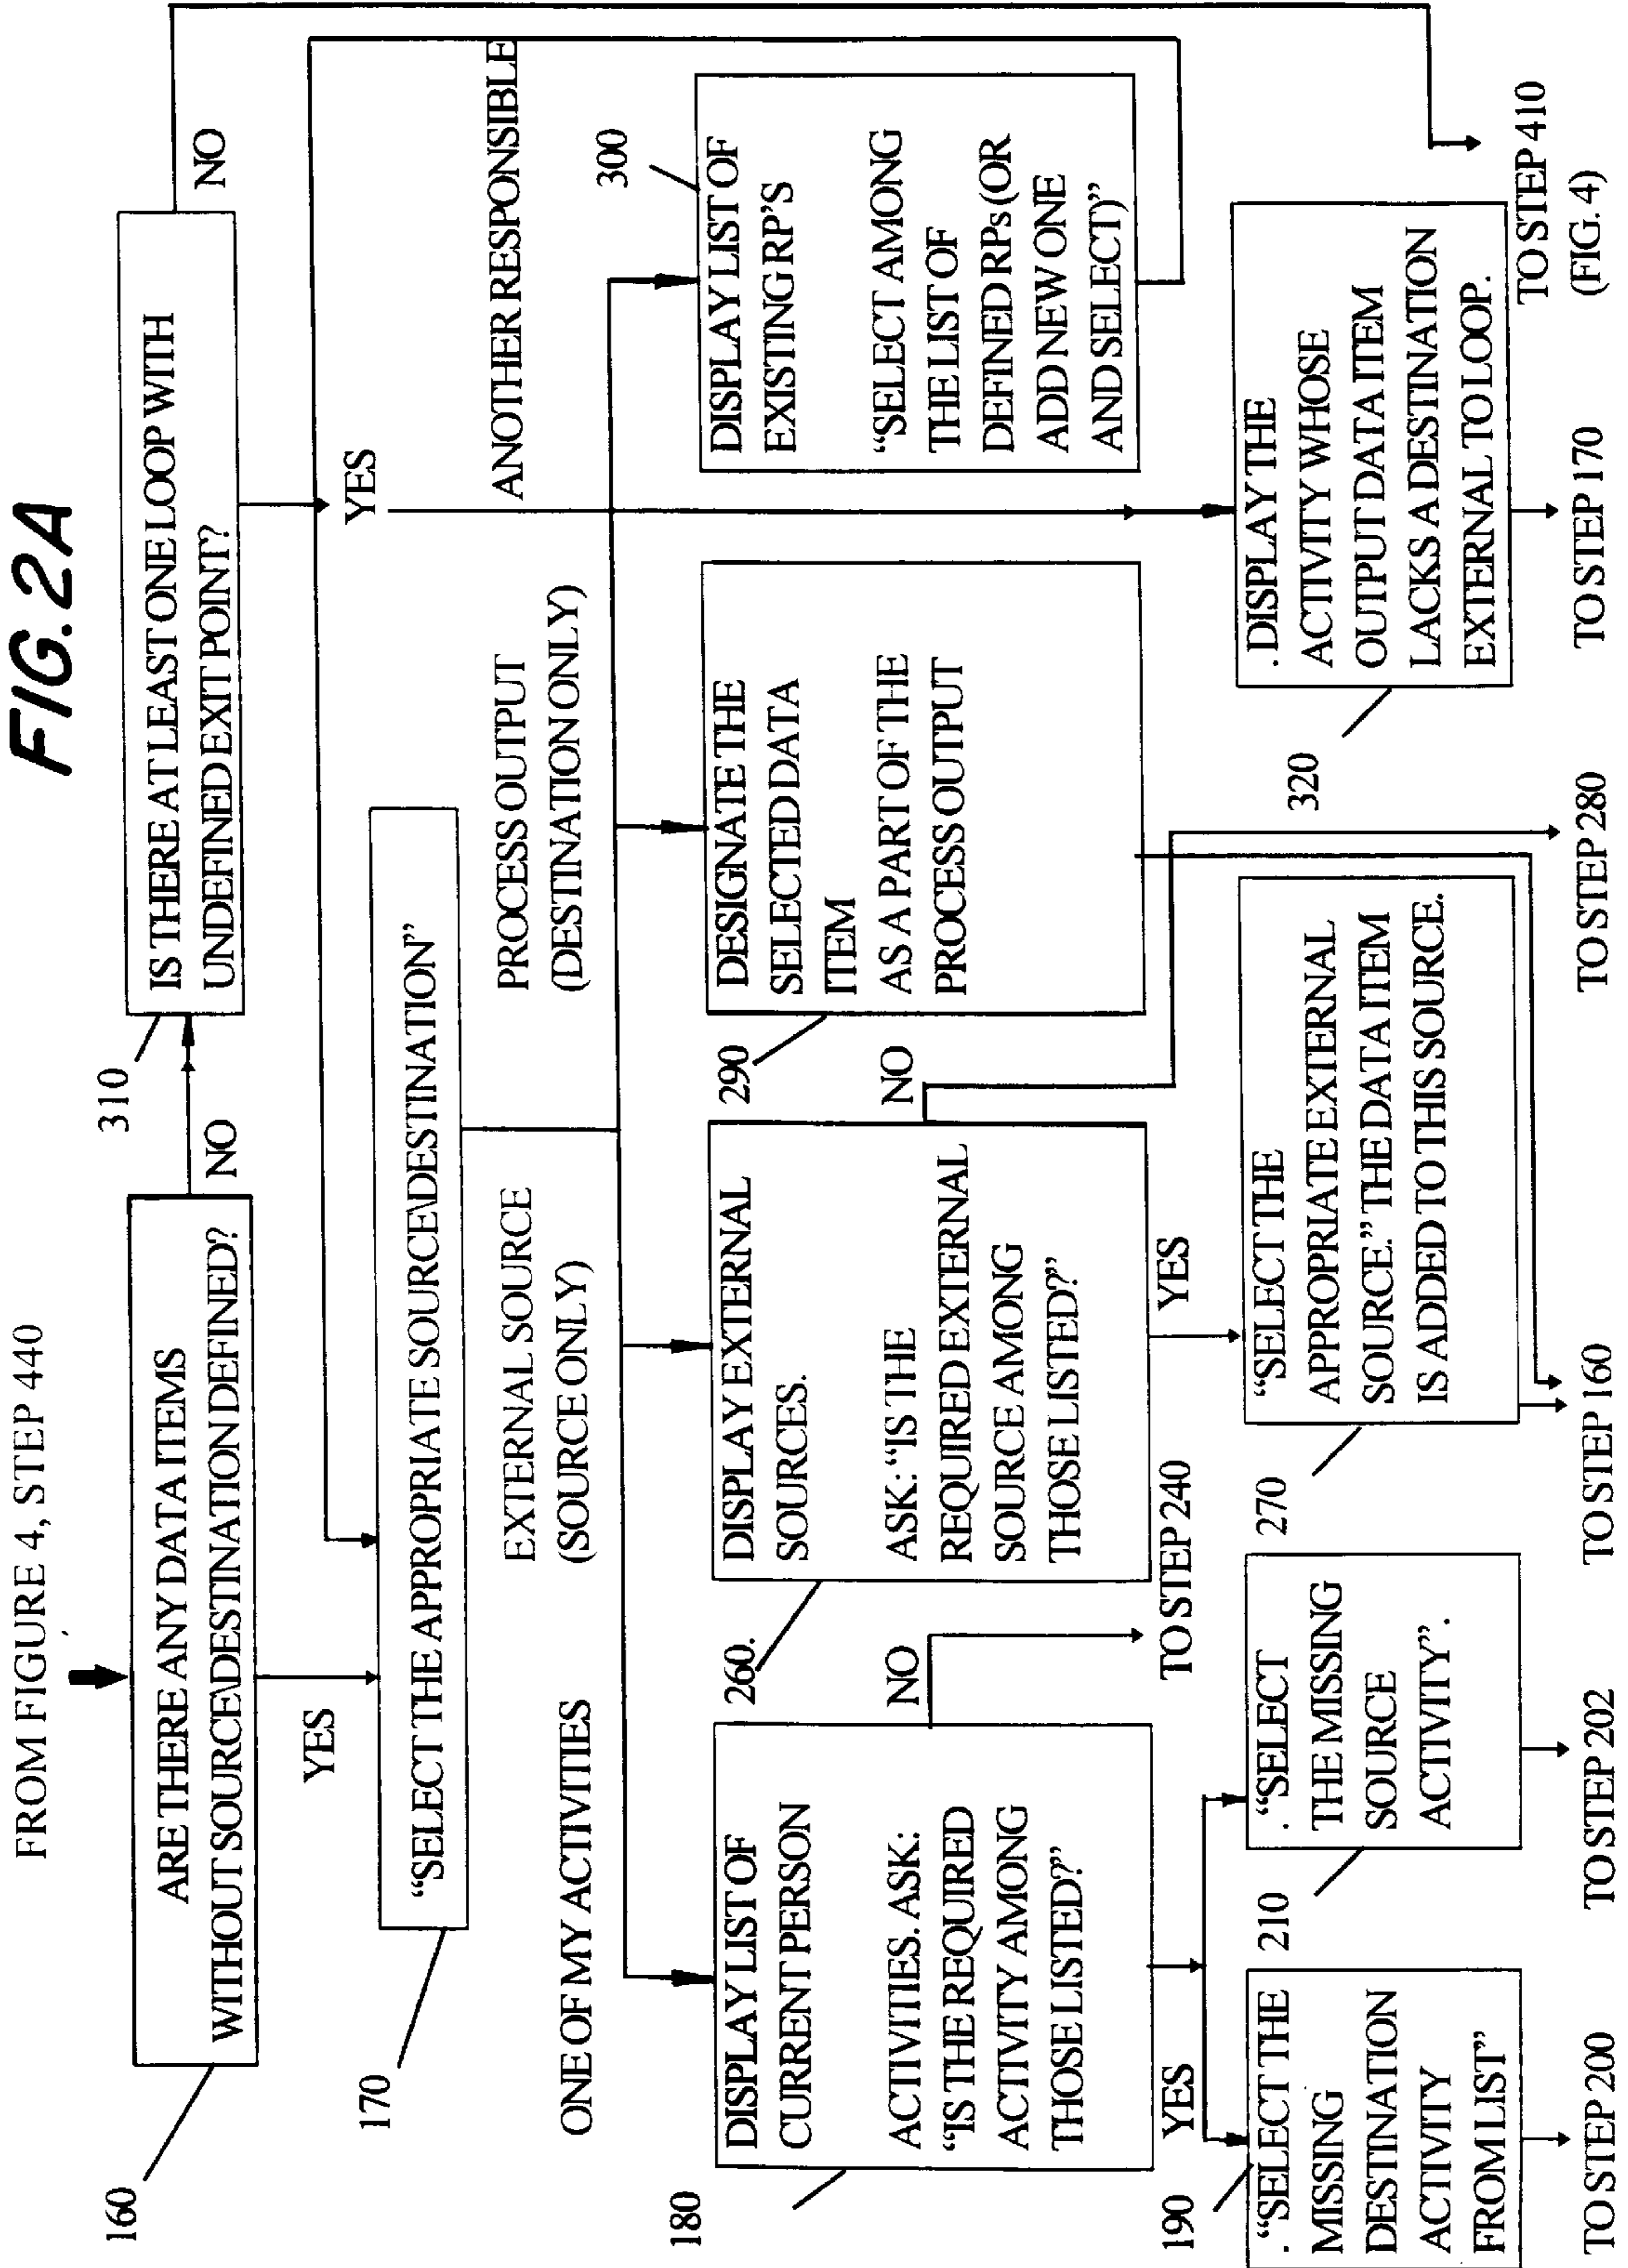 FIG. 2A
FROM FIGURE 4, STEP 440
160
ARE THERE ANY DATA ITEMS
WITHOUT SOURCE\DESTINATION DEFINED?
NO
YES
310
IS THERE AT LEAST ONE LOOP WITH
UNDEFINED EXIT POINT?
NO
YES
170
"SELECT THE APPROPRIATE SOURCE\DESTINATION"
ONE OF MY ACTIVITIES
EXTERNAL SOURCE
(SOURCE ONLY)
PROCESS OUTPUT
(DESTINATION ONLY)
ANOTHER RESPONSIBLE
180
DISPLAY LIST OF
CURRENT PERSON
ACTIVITIES. ASK:
"IS THE REQUIRED
ACTIVITY AMONG
THOSE LISTED?"
NO
YES
TO STEP 240
260.
DISPLAY EXTERNAL
SOURCES.
ASK: "IS THE
REQUIRED EXTERNAL
SOURCE AMONG
THOSE LISTED?"
NO
YES
290
DESIGNATE THE
SELECTED DATA
ITEM
AS A PART OF THE
PROCESS OUTPUT
300
DISPLAY LIST OF
EXISTING RP'S
"SELECT AMONG
THE LIST OF
DEFINED RPs (OR
ADD NEW ONE
AND SELECT)"
190
. "SELECT THE
MISSING
DESTINATION
ACTIVITY
FROM LIST"
TO STEP 200
210
. "SELECT
THE MISSING
SOURCE
ACTIVITY".
TO STEP 202
270
"SELECT THE
APPROPRIATE EXTERNAL
SOURCE." THE DATA ITEM
IS ADDED TO THIS SOURCE.
TO STEP 160
TO STEP 280
320
. DISPLAY THE
ACTIVITY WHOSE
OUTPUT DATA ITEM
LACKS A DESTINATION
EXTERNAL TO LOOP.
TO STEP 170
TO STEP 410
(FIG. 4)